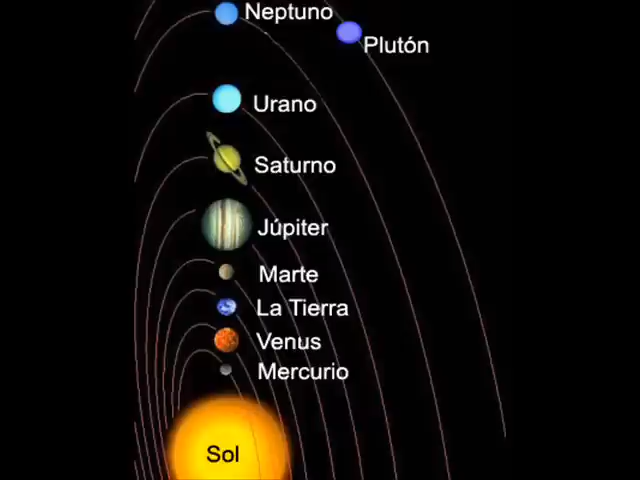 Neptuno
Plutón
Urano
Saturno
Júpiter
Marte
La Tierra
Venus
Mercurio
Sol